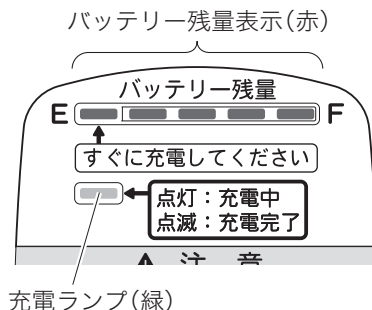 バッテリー残量表示(赤)
バッテリー残量
E F
すぐに充電してください
点灯：充電中
点滅：充電完了
注 意
充電ランプ(緑)